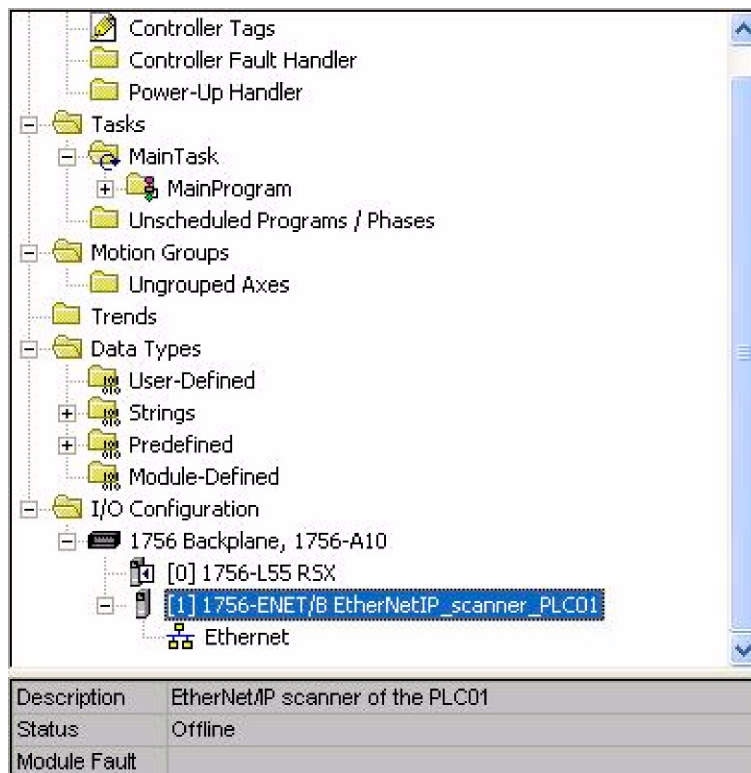 Controller Tags
Controller Fault Handler
Power-Up Handler
Tasks
MainTask
MainProgram
Unscheduled Programs / Phases
Motion Groups
Ungrouped Axes
Trends
Data Types
User-Defined
Strings
Predefined
Module-Defined
I/O Configuration
1756 Backplane, 1756-A10
[0] 1756-L55 RSX
[1] 1756-ENET/B EtherNetIP_scanner_PLC01
Ethernet
Description EtherNet/IP scanner of the PLC01
Status Offline
Module Fault